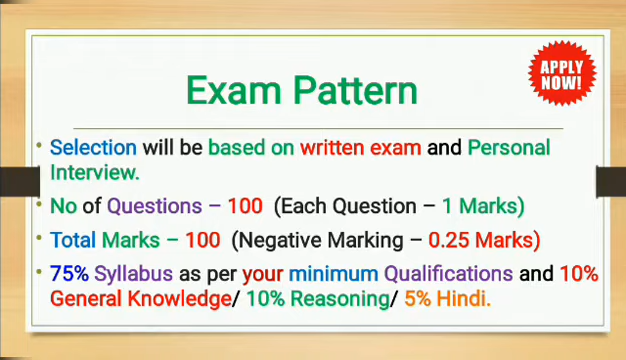 APPLY
NOW!
Exam Pattern
• Selection will be based on written exam and Personal
Interview.
• No of Questions – 100 (Each Question – 1 Marks)
• Total Marks – 100 (Negative Marking – 0.25 Marks)
• 75% Syllabus as per your minimum Qualifications and 10%
General Knowledge/ 10% Reasoning/ 5% Hindi.